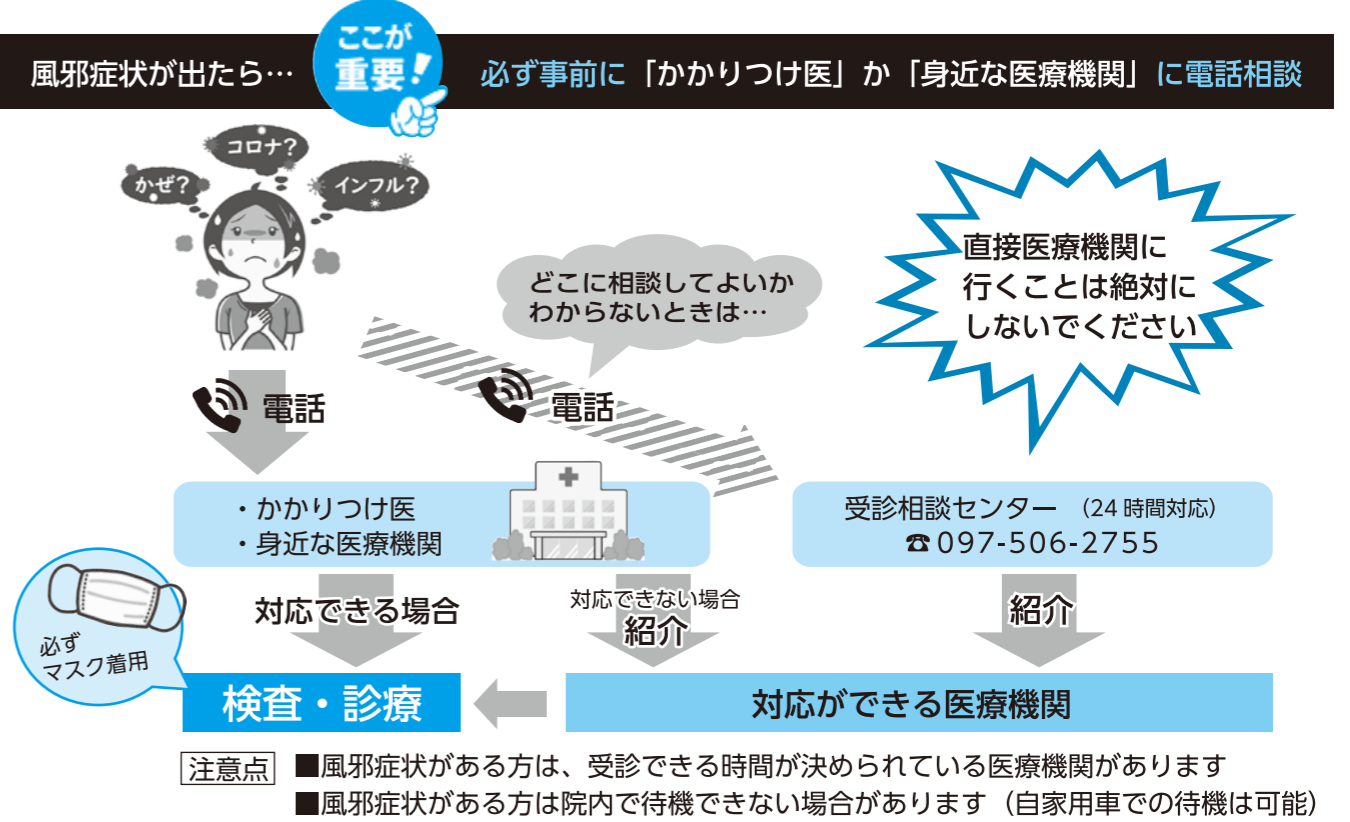 風邪症状が出たら…
ここが
重要!
必ず事前に「かかりつけ医」か「身近な医療機関」に電話相談
コロナ?
かぜ?
インフル?
どこに相談してよいか
わからないときは…
直接医療機関に
行くことは絶対に
しないでください
電話
電話
・かかりつけ医
・身近な医療機関
受診相談センター （24時間対応）
☎097-506-2755
対応できる場合
対応できない場合
紹介
紹介
必ず
マスク着用
検査・診療
対応ができる医療機関
注意点
■風邪症状がある方は、受診できる時間が決められている医療機関があります
■風邪症状がある方は院内で待機できない場合があります（自家用車での待機は可能）